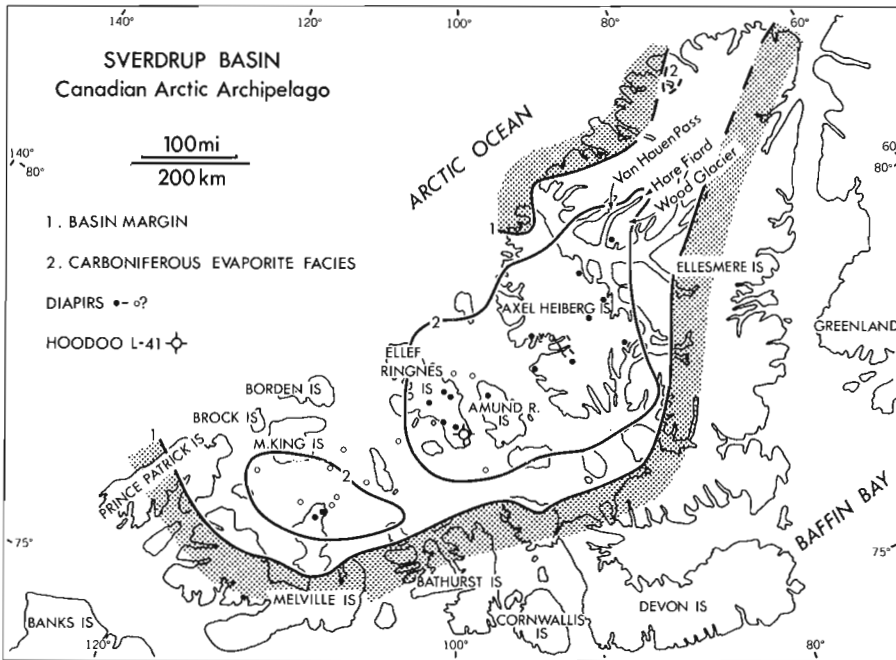 120°
100°
80°
60°
SVERDRUP BASIN
Canadian Arctic Archipelago
100mi
200 km
140°
80°
60°
80°
ARCTIC OCEAN
2
Van Hauen Pass
Hare Fiard
Wood Glacier
1. BASIN MARGIN
2. CARBONIFEROUS EVAPORITE FACIES
DIAPIRS •-○?
HOODOO L-41
1
ELLESMERE IS
AXEL HEIBERG IS
GREENLAND
2
ELLEF
RINGNES
IS
BORDEN IS
AMUND R.
IS
BROCK IS
M.KING IS
1
2
PRINCE PATRICK IS
BAFFIN BAY
75°
75°
BATHURST IS
MELVILLE IS
DEVON IS
CORNWALLIS
IS
BANKS IS
120°
100°
80°